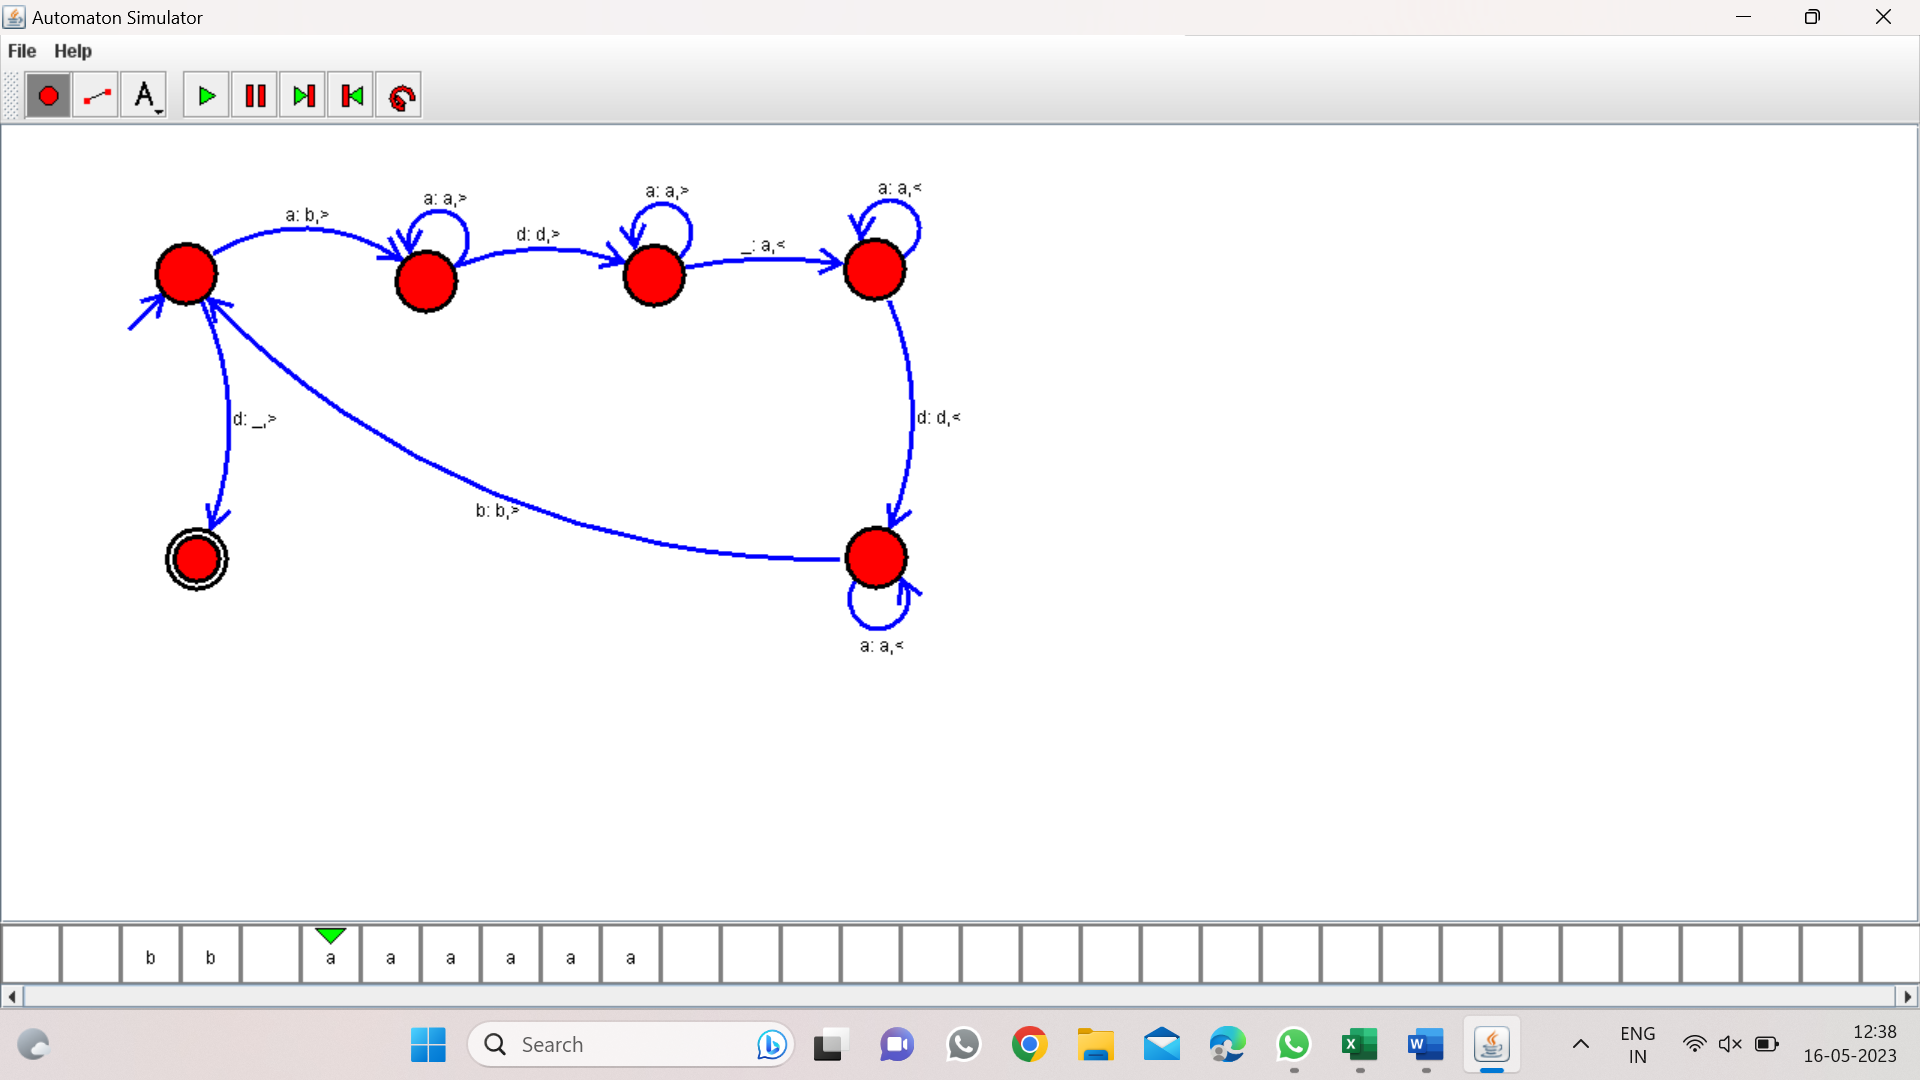 Automaton Simulator
File Help
A
a: a,<
a: a,>
a: a,>
a: b,>
d: d,>
_: a,<
d: _,>
d: d,<
b: b,>
a: a,<
b b a a a a a a
Search
ENG
IN
12:38
16-05-2023